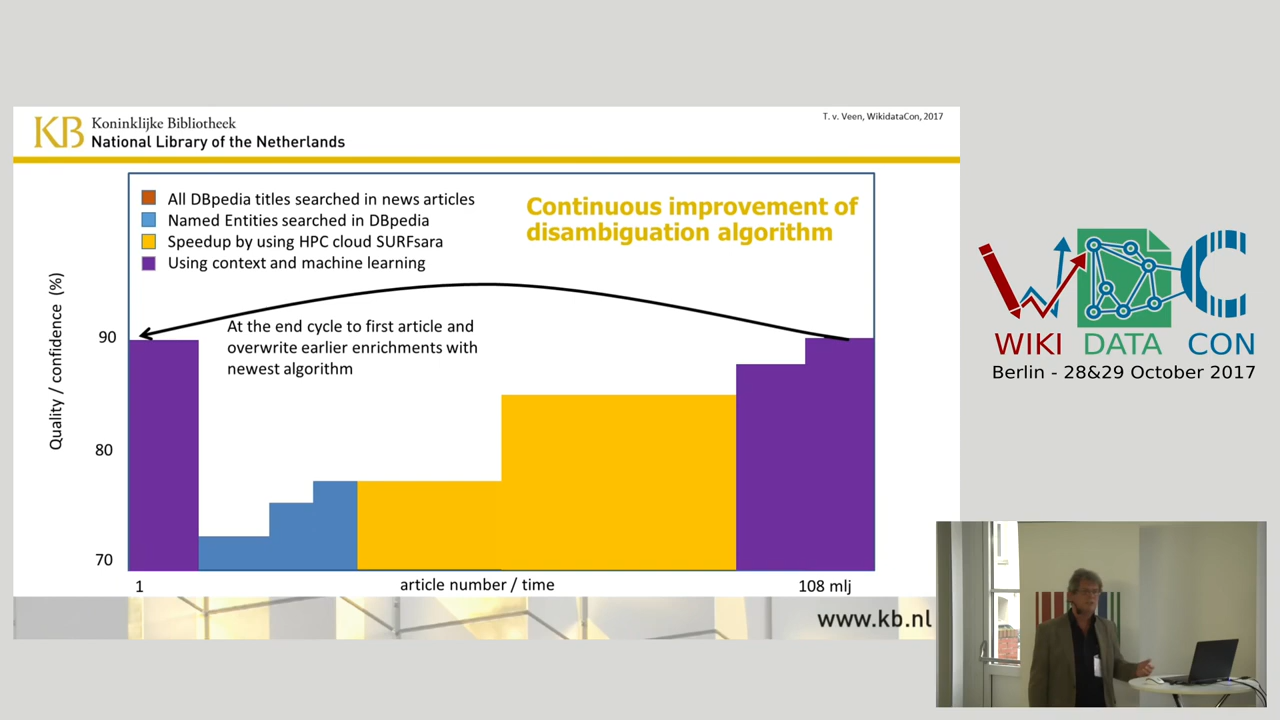 KB Koninklijke Bibliotheek
National Library of the Netherlands
T. v. Veen, WikidataCon, 2017
All DBpedia titles searched in news articles
Named Entities searched in DBpedia
Speedup by using HPC cloud SURFsara
Using context and machine learning
Continuous improvement of
disambiguation algorithm
At the end cycle to first article and
overwrite earlier enrichments with
newest algorithm
Quality / confidence (%)
90
80
70
1
article number / time
108 mlj
www.kb.nl
WDC
WIKI DATA CON
Berlin - 28&29 October 2017